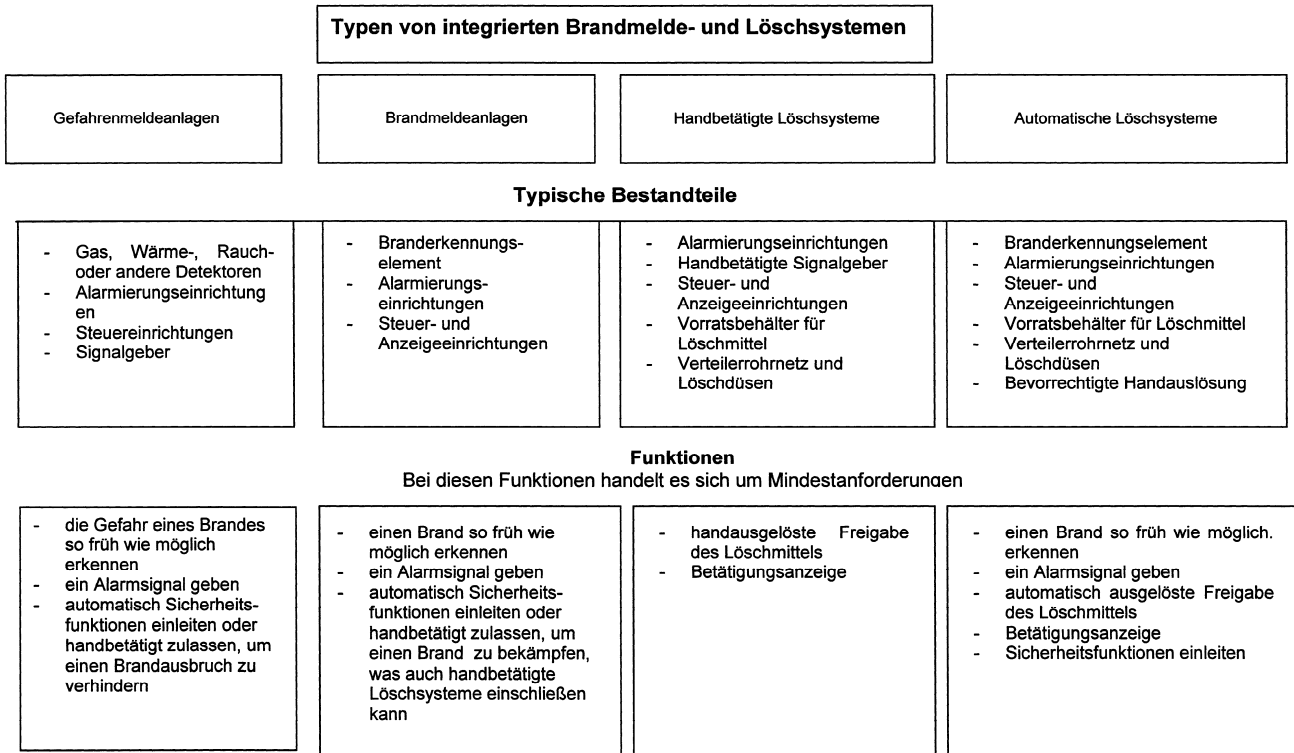 Typen von integrierten Brandmelde- und Löschsystemen
Gefahrenmeldeanlagen
Brandmeldeanlagen
Handbetätigte Löschsysteme
Automatische Löschsysteme
Typische Bestandteile
- Gas, Wärme-, Rauch-
oder andere Detektoren
- Alarmierungseinrichtung
en
- Steuereinrichtungen
- Signalgeber
- Branderkennungs-
element
- Alarmierungs-
einrichtungen
- Steuer- und
Anzeigeeinrichtungen
- Alarmierungseinrichtungen
- Handbetätigte Signalgeber
- Steuer- und
Anzeigeeinrichtungen
- Vorratsbehälter für
Löschmittel
- Verteilerrohrnetz und
Löschdüsen
- Branderkennungselement
- Alarmierungseinrichtungen
- Steuer- und
Anzeigeeinrichtungen
- Vorratsbehälter für Löschmittel
- Verteilerrohrnetz und
Löschdüsen
- Bevorrechtigte Handauslösung
Funktionen
Bei diesen Funktionen handelt es sich um Mindestanforderungen
- die Gefahr eines Brandes
so früh wie möglich
erkennen
- ein Alarmsignal geben
- automatisch Sicherheits-
funktionen einleiten oder
handbetätigt zulassen, um
einen Brandausbruch zu
verhindern
- einen Brand so früh wie
möglich erkennen
- ein Alarmsignal geben
- automatisch Sicherheits-
funktionen einleiten oder
handbetätigt zulassen, um
einen Brand zu bekämpfen,
was auch handbetätigte
Löschsysteme einschließen
kann
- handausgelöste Freigabe
des Löschmittels
- Betätigungsanzeige
- einen Brand so früh wie möglich.
erkennen
- ein Alarmsignal geben
- automatisch ausgelöste Freigabe
des Löschmittels
- Betätigungsanzeige
- Sicherheitsfunktionen einleiten